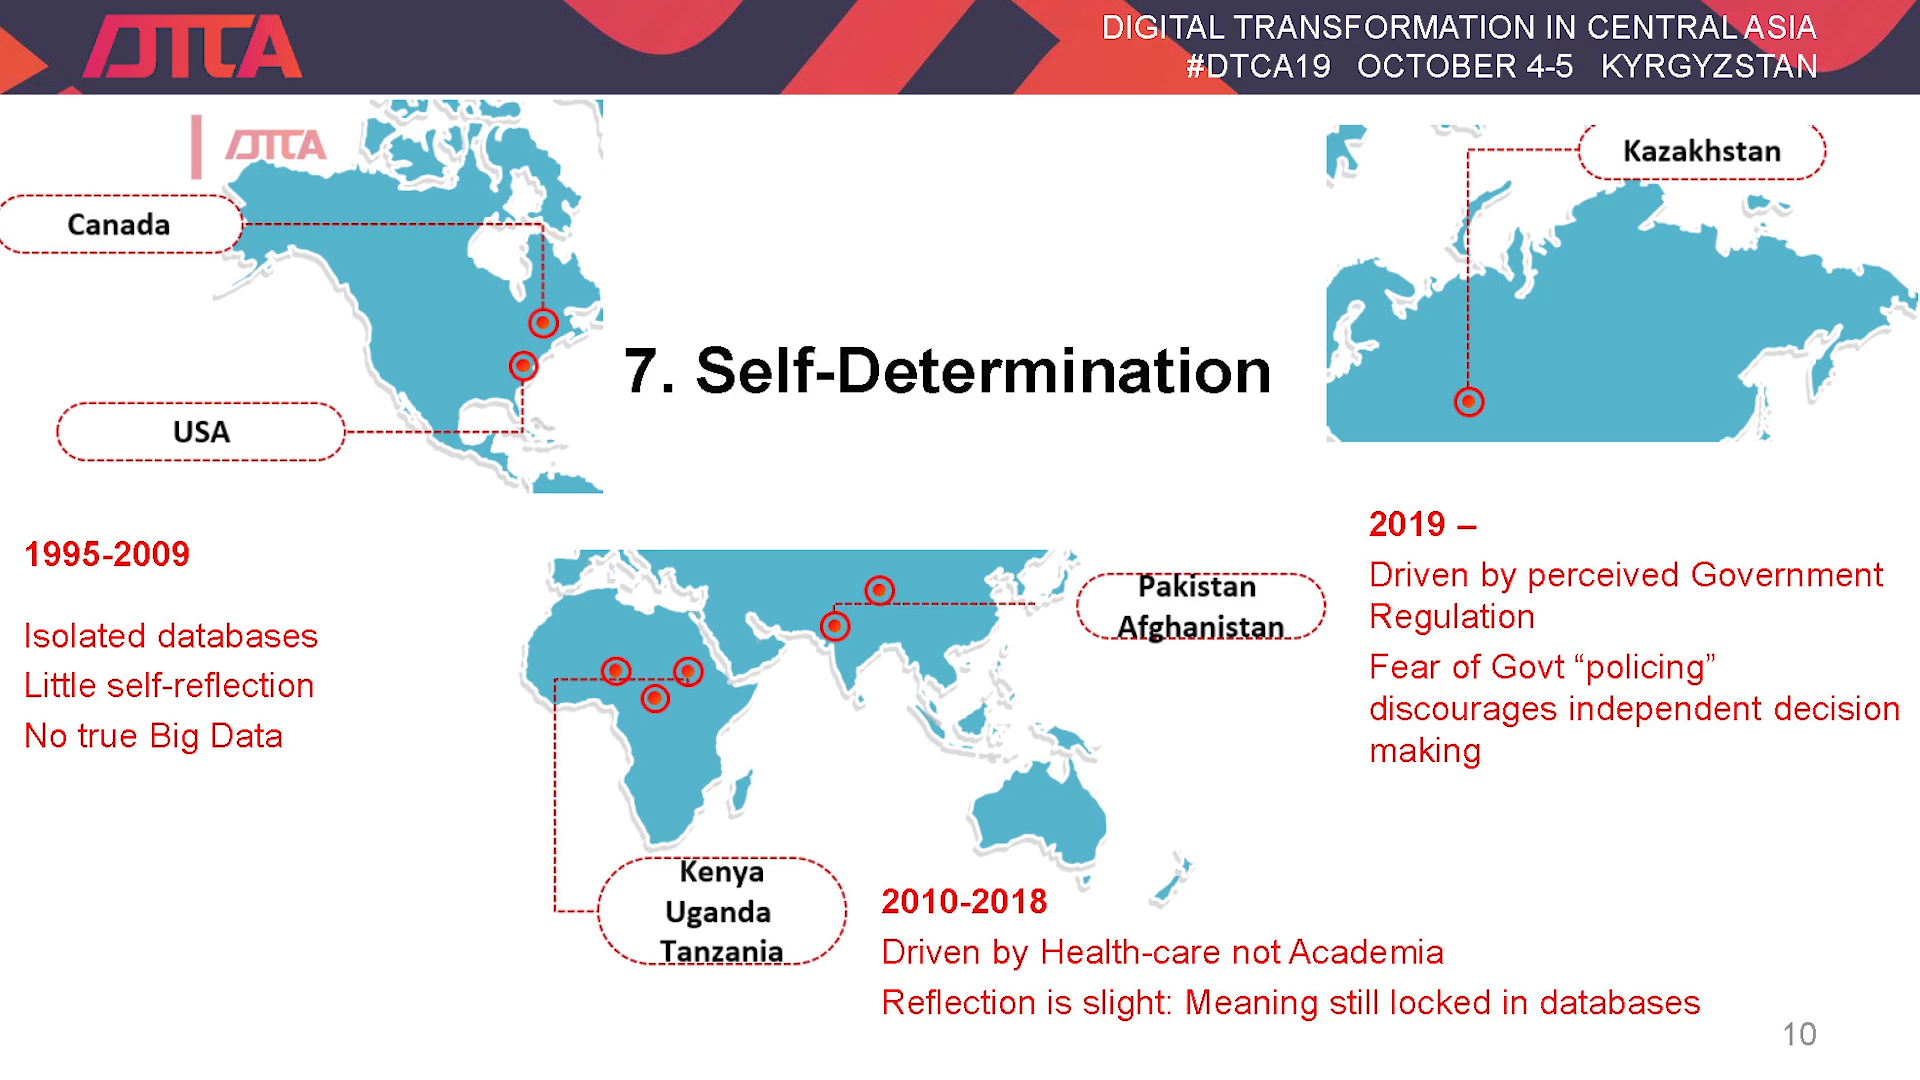 DTCA
DIGITAL TRANSFORMATION IN CENTRAL ASIA
#DTCA19 OCTOBER 4-5 KYRGYZSTAN
DTCA
Canada
USA
Kazakhstan
7. Self-Determination
1995-2009
Isolated databases
Little self-reflection
No true Big Data
Pakistan
Afghanistan
2019 –
Driven by perceived Government
Regulation
Fear of Govt “policing”
discourages independent decision
making
Kenya
Uganda
Tanzania
2010-2018
Driven by Health-care not Academia
Reflection is slight: Meaning still locked in databases
10